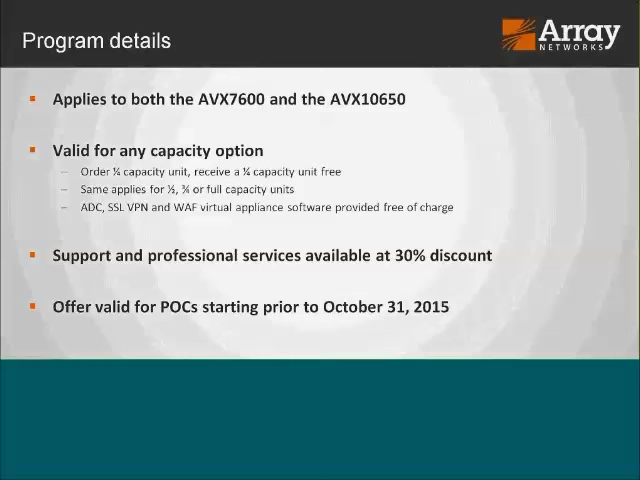 Program details
Array
NETWORKS
Applies to both the AVX7600 and the AVX10650
Valid for any capacity option
– Order ¼ capacity unit, receive a ¼ capacity unit free
– Same applies for ½, ¾ or full capacity units
– ADC, SSL VPN and WAF virtual appliance software provided free of charge
Support and professional services available at 30% discount
Offer valid for POCs starting prior to October 31, 2015